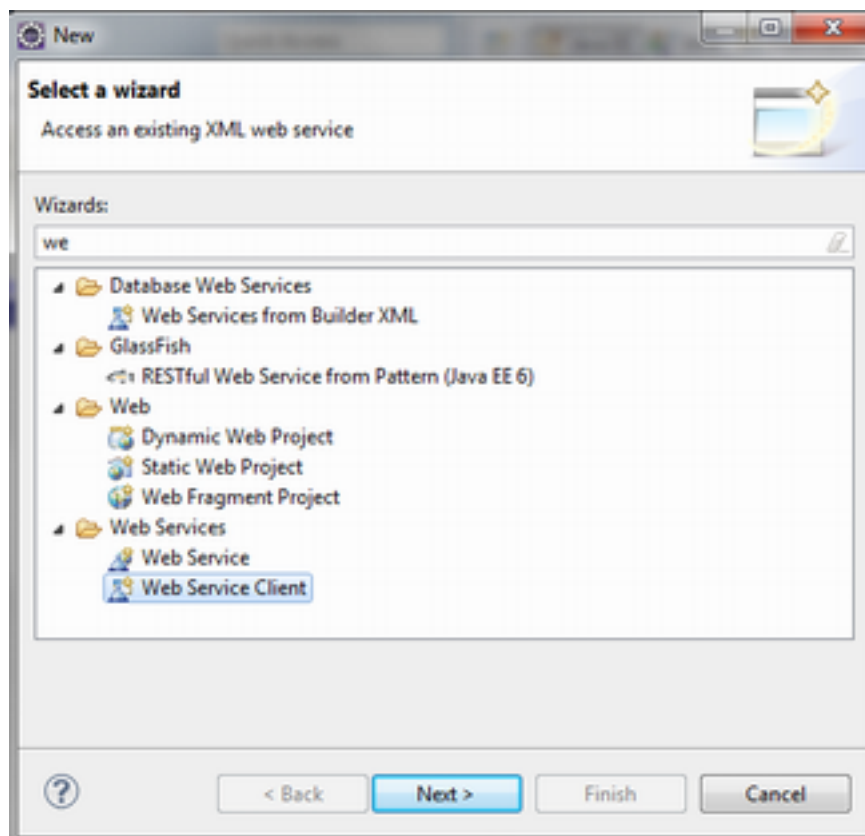 New
Select a wizard
Access an existing XML web service
Wizards:
we
Database Web Services
Web Services from Builder XML
GlassFish
RESTful Web Service from Pattern (Java EE 6)
Web
Dynamic Web Project
Static Web Project
Web Fragment Project
Web Services
Web Service
Web Service Client
?
< Back
Next >
Finish
Cancel